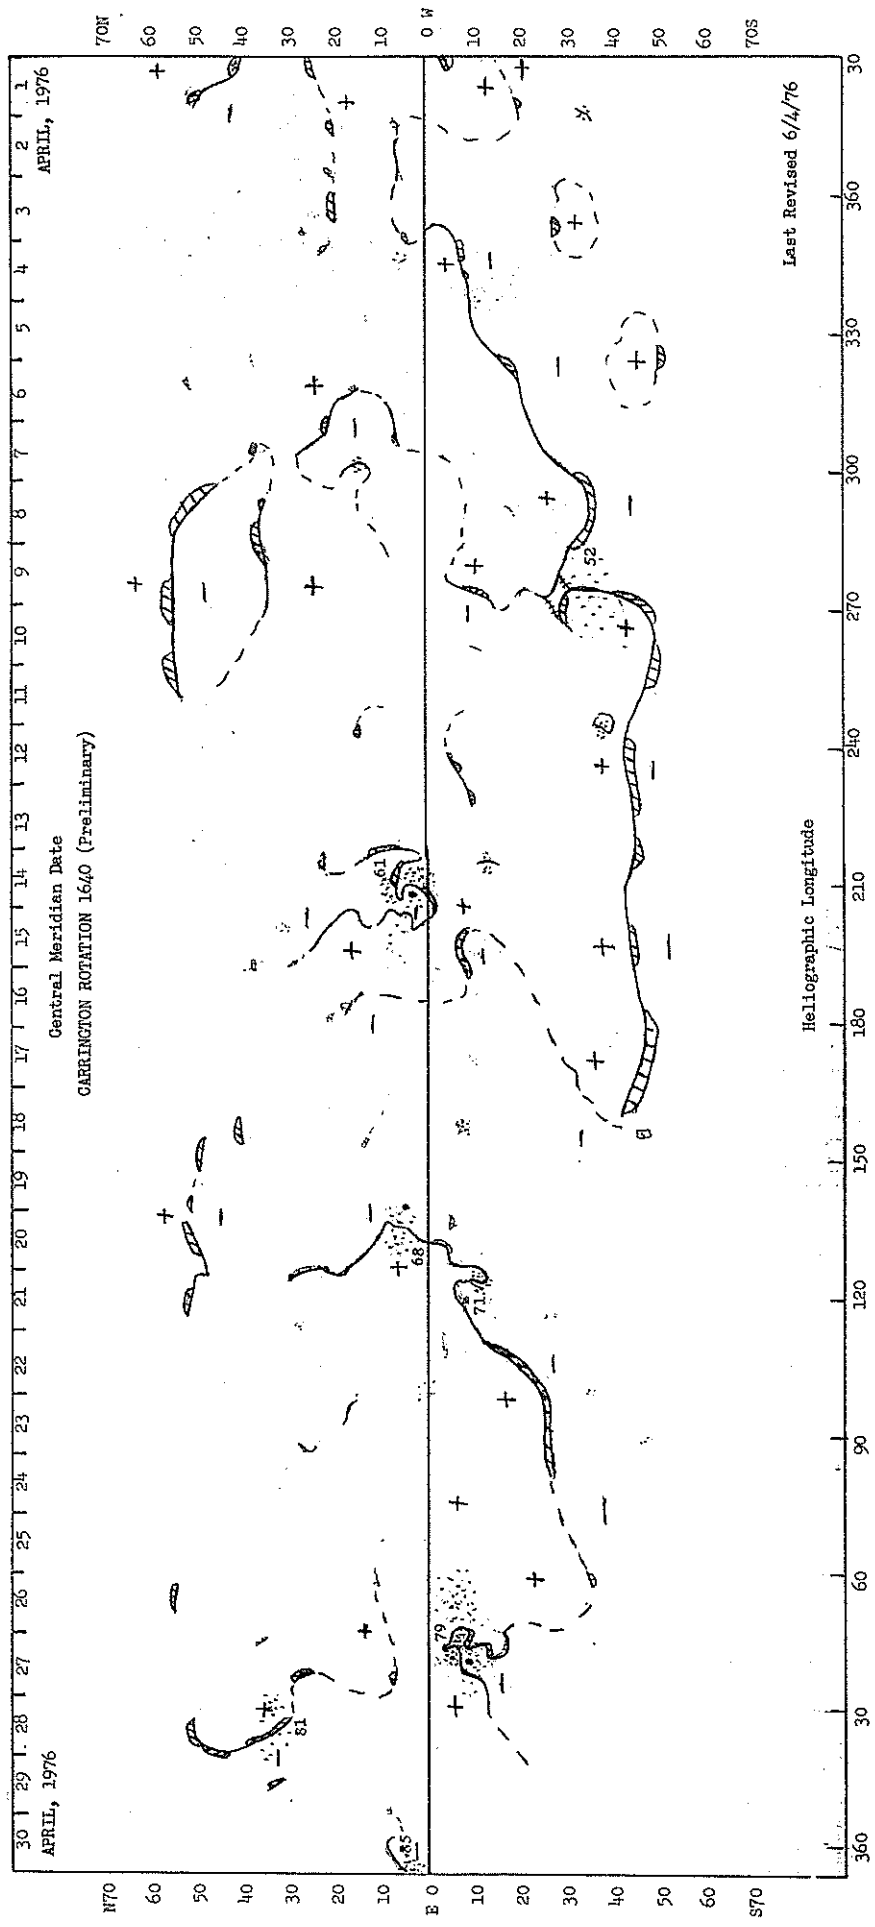 APRIL, 1976
APRIL, 1976
30 29 28 27 26 25 24 23 22 21 20 19 18 17 16 15 14 13 12 11 10 9 8 7 6 5 4 3 2 1
Central Meridian Date
CARRINGTON ROTATION 1640 (Preliminary)
N70 70N
60 60
50 50
40 40
30 30
20 20
10 10
E 0 0 W
10 10
20 20
30 30
40 40
50 50
60 60
S70 70S
85
81
79
71
68
61
52
Last Revised 6/4/76
Heliographic Longitude
360 30 60 90 120 150 180 210 240 270 300 330 360 30